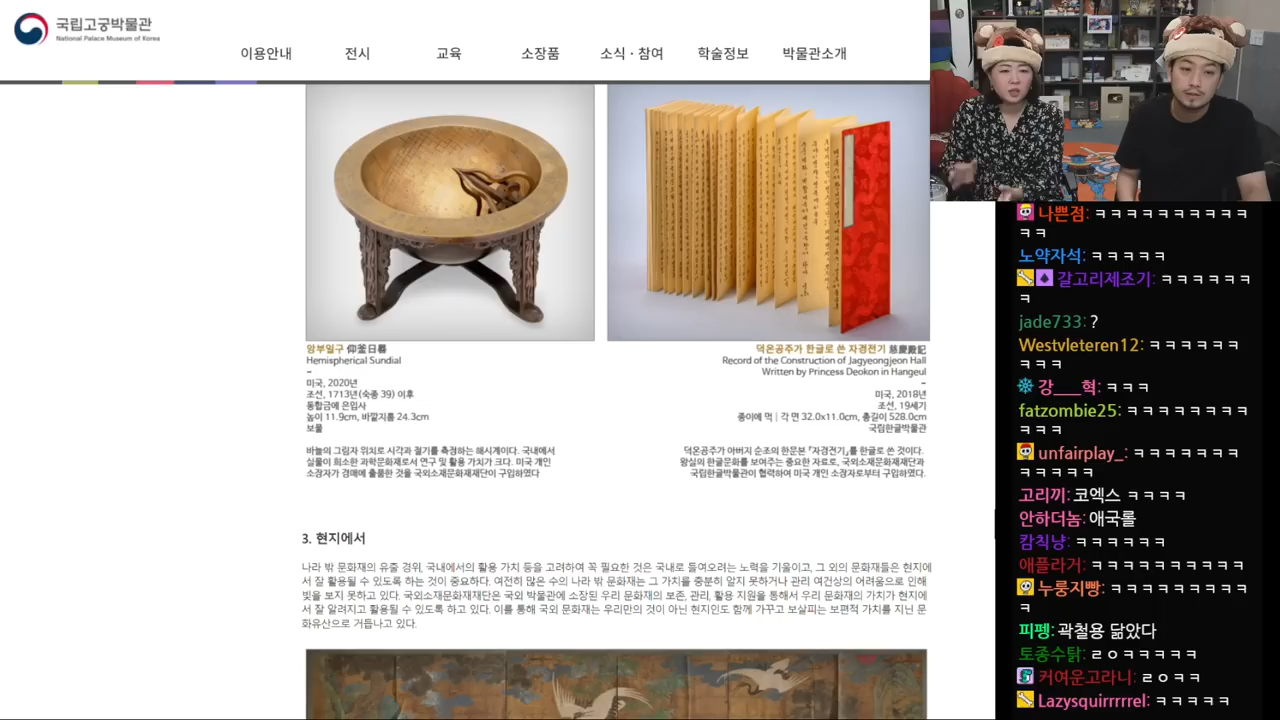 국립고궁박물관
National Palace Museum of Korea
이용안내 전시 교육 소장품 소식 · 참여 학술정보 박물관소개
앙부일구 仰釜日晷
Hemispherical Sundial
–
미국, 2020년
조선, 1713년(숙종 39) 이후
동합금에 은입사
높이 11.9cm, 바깥지름 24.3cm
보물
바늘의 그림자 위치로 시각과 절기를 측정하는 해시계이다. 국내에서
실물이 희소한 과학문화재로서 연구 및 활용 가치가 크다. 미국 개인
소장자가 경매에 출품한 것을 국외소재문화재재단이 구입하였다
덕온공주가 한글로 쓴 자경전기 慈慶殿記
Record of the Construction of Jagyeongjeon Hall
Written by Princess Deokon in Hangeul
–
미국, 2018년
조선, 19세기
종이에 먹 | 각 면 32.0x11.0cm, 총길이 528.0cm
국립한글박물관
덕온공주가 아버지 순조의 한문본 『자경전기』를 한글로 쓴 것이다.
왕실의 한글문화를 보여주는 중요한 자료로, 국외소재문화재재단과
국립한글박물관이 협력하여 미국 개인 소장자로부터 구입하였다.
3. 현지에서
나라 밖 문화재의 유출 경위, 국내에서의 활용 가치 등을 고려하여 꼭 필요한 것은 국내로 들여오려는 노력을 기울이고, 그 외의 문화재들은 현지에
서 잘 활용될 수 있도록 하는 것이 중요하다. 여전히 많은 수의 나라 밖 문화재는 그 가치를 충분히 알지 못하거나 관리 여건상의 어려움으로 인해
빛을 보지 못하고 있다. 국외소재문화재재단은 국외 박물관에 소장된 우리 문화재의 보존, 관리, 활용 지원을 통해서 우리 문화재의 가치가 현지에
서 잘 알려지고 활용될 수 있도록 하고 있다. 이를 통해 국외 문화재는 우리만의 것이 아닌 현지인도 함께 가꾸고 보살피는 보편적 가치를 지닌 문
화유산으로 거듭나고 있다.
나쁜점: ㅋㅋㅋㅋㅋㅋㅋㅋㅋㅋ
ㅋㅋ
노약자석: ㅋㅋㅋㅋㅋ
갈고리제조기: ㅋㅋㅋㅋㅋㅋ
ㅋ
jade733: ?
Westvleteren12: ㅋㅋㅋㅋㅋㅋ
ㅋㅋㅋ
강___혁: ㅋㅋㅋ
fatzombie25: ㅋㅋㅋㅋㅋㅋㅋㅋ
ㅋㅋㅋㅋㅋ
unfairplay_: ㅋㅋㅋㅋㅋㅋㅋ
ㅋㅋㅋㅋㅋㅋㅋ
고리끼: 코엑스 ㅋㅋㅋㅋ
안하더놈: 애국롤
캄칙냥: ㅋㅋㅋㅋㅋㅋ
애플라거: ㅋㅋㅋㅋㅋㅋㅋㅋ
누룽지빵: ㅋㅋㅋㅋㅋㅋㅋㅋㅋ
ㅋ
피펭: 곽철용 닮았다
토종수탉: ㄹㅇㅋㅋㅋㅋㅋ
커여운고라니: ㄹㅇㅋㅋ
Lazysquirrrrrel: ㅋㅋㅋㅋㅋ